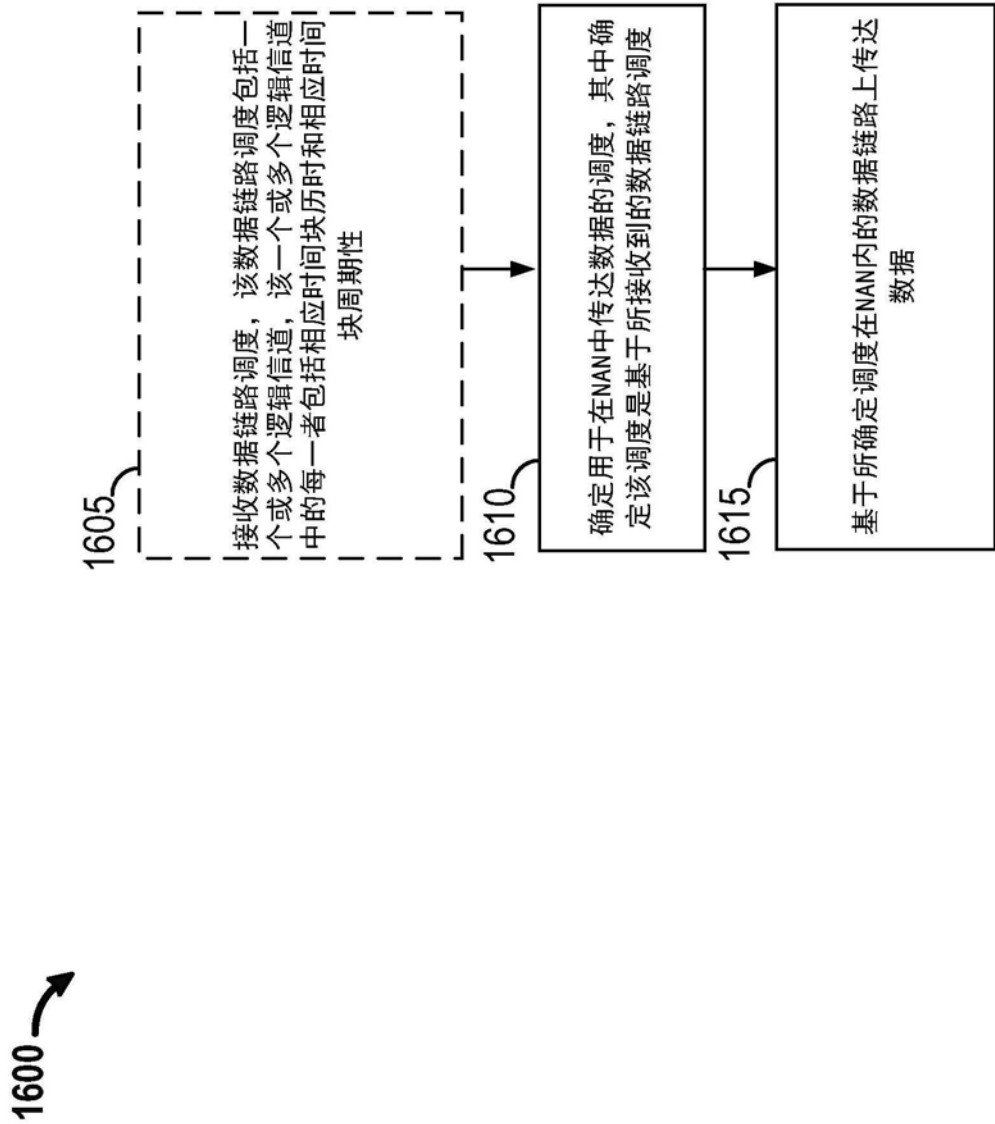 1600
1605
接收数据链路调度，该数据链路调度包括一
个或多个逻辑信道，该一个或多个逻辑信道
中的每一者包括相应时间块历时和相应时间
块周期性
1610
确定用于在NAN中传达数据的调度，其中确
定该调度是基于所接收到的数据链路调度
1615
基于所确定调度在NAN内的数据链路上传达
数据